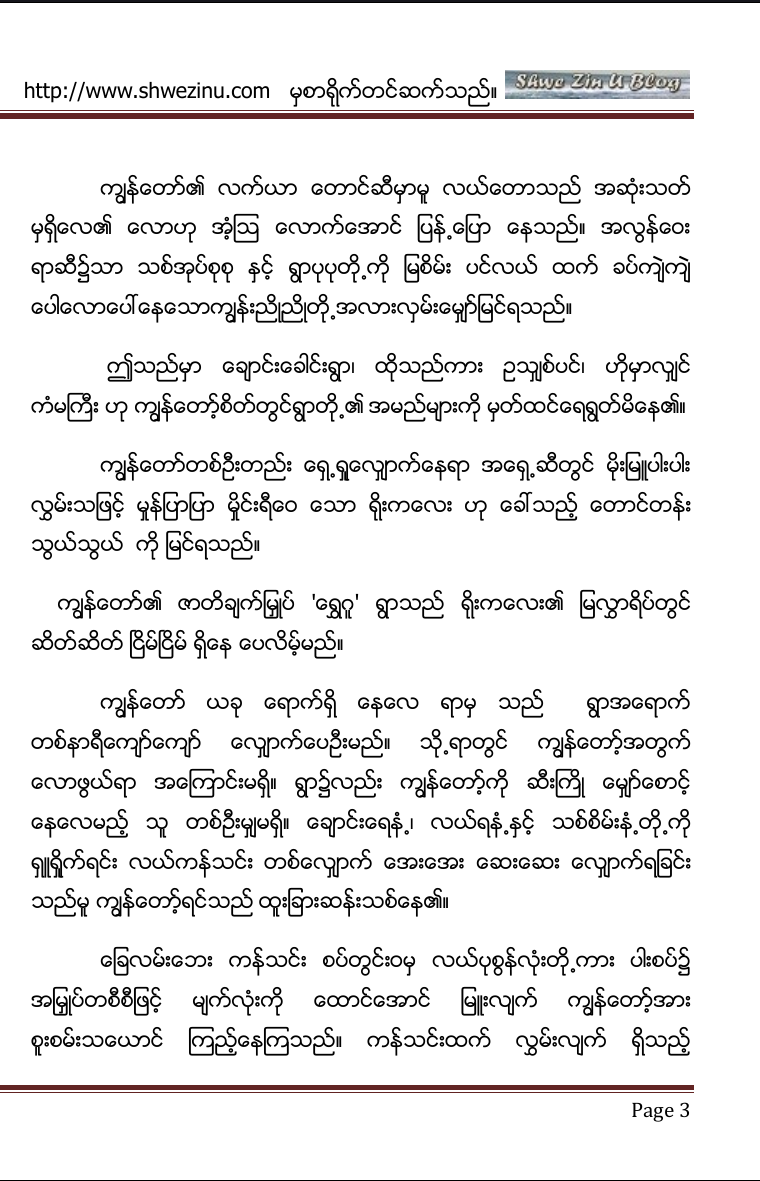 http://www.shwezinu.com မှစာရိုက်တင်ဆက်သည်။ Shwe Zin U Blog
ကျွန်တော်၏ လက်ယာ တောင်ဆီမှာမူ လယ်တောသည် အဆုံးသတ်
မရှိလေ၏ လောဟု အံ့ဩ လောက်အောင် ပြန့်ပြော နေသည်။ အလွန်ဝေး
ရာဆီ၌သာ သစ်အုပ်စုစု နှင့် ရွာပုပုတို့ကို မြစိမ်း ပင်လယ် ထက် ခပ်ကျဲကျဲ
ပေါလောပေါ်နေသောကျွန်းညိုညိုတို့အလားလှမ်းမျှော်မြင်ရသည်။
ဤသည်မှာ ချောင်းခေါင်းရွာ၊ ထိုသည်ကား ဥသျှစ်ပင်၊ ဟိုမှာလျှင်
ကံမကြီး ဟု ကျွန်တော့်စိတ်တွင်ရွာတို့၏ အမည်များကို မှတ်ထင်ရေရွတ်မိနေ၏။
ကျွန်တော်တစ်ဦးတည်း ရှေ့ရှုလျှောက်နေရာ အရှေ့ဆီတွင် မိုးမြူပါးပါး
လွှမ်းသဖြင့် မှုန်ပြာပြာ မှိုင်းရီဝေ သော ရိုးကလေး ဟု ခေါ်သည့် တောင်တန်း
သွယ်သွယ် ကို မြင်ရသည်။
ကျွန်တော်၏ ဇာတိချက်မြှုပ် 'ရွှေဂူ' ရွာသည် ရိုးကလေး၏ မြလွှာရိပ်တွင်
ဆိတ်ဆိတ် ငြိမ်ငြိမ် ရှိနေ ပေလိမ့်မည်။
ကျွန်တော် ယခု ရောက်ရှိ နေလေ ရာမှ သည် ရွာအရောက်
တစ်နာရီကျော်ကျော် လျှောက်ပေဦးမည်။ သို့ရာတွင် ကျွန်တော့်အတွက်
လောဖွယ်ရာ အကြောင်းမရှိ။ ရွာ၌လည်း ကျွန်တော့်ကို ဆီးကြို မျှော်စောင့်
နေလေမည့် သူ တစ်ဦးမျှမရှိ။ ချောင်းရေနံ့၊ လယ်ရနံ့နှင့် သစ်စိမ်းနံ့တို့ကို
ရှူရှိုက်ရင်း လယ်ကန်သင်း တစ်လျှောက် အေးအေး ဆေးဆေး လျှောက်ရခြင်း
သည်မူ ကျွန်တော့်ရင်သည် ထူးခြားဆန်းသစ်နေ၏။
ခြေလမ်းဘေး ကန်သင်း စပ်တွင်းဝမှ လယ်ပုစွန်လုံးတို့ကား ပါးစပ်၌
အမြှုပ်တစီစီဖြင့် မျက်လုံးကို ထောင်အောင် မြူးလျက် ကျွန်တော့်အား
စူးစမ်းသယောင် ကြည့်နေကြသည်။ ကန်သင်းထက် လွှမ်းလျက် ရှိသည့်
Page 3